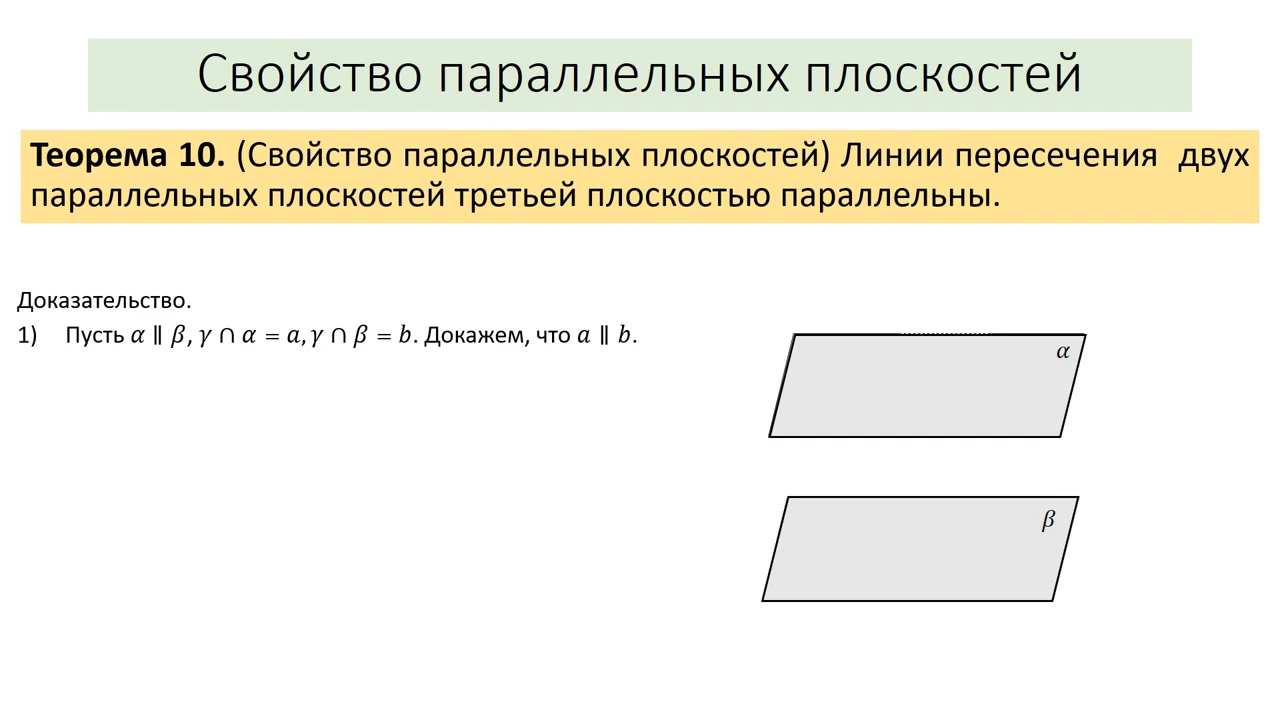 Свойство параллельных плоскостей
Теорема 10. (Свойство параллельных плоскостей) Линии пересечения двух
параллельных плоскостей третьей плоскостью параллельны.
Доказательство.
1) Пусть α ∥ β, γ ∩ α = a, γ ∩ β = b. Докажем, что a ∥ b.
α
β